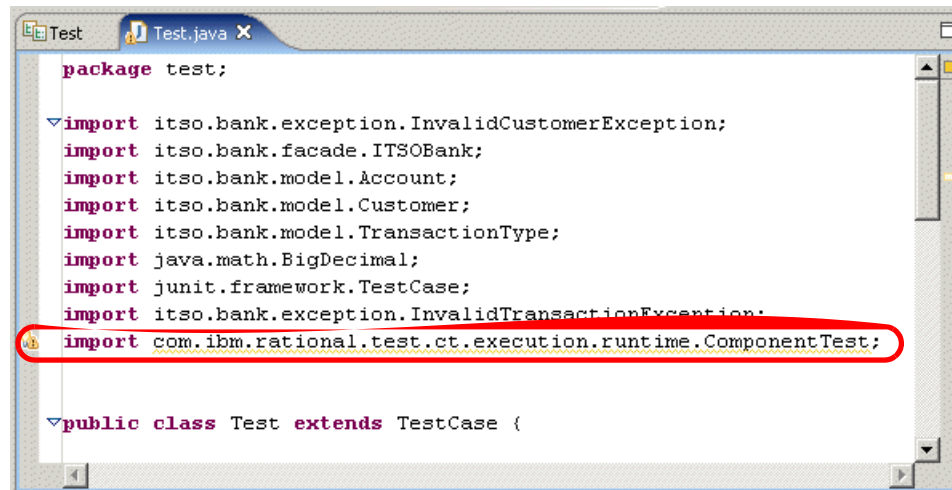 Test Test.java
package test;
import itso.bank.exception.InvalidCustomerException;
import itso.bank.facade.ITSOBank;
import itso.bank.model.Account;
import itso.bank.model.Customer;
import itso.bank.model.TransactionType;
import java.math.BigDecimal;
import junit.framework.TestCase;
import itso.bank.exception.InvalidTransactionException;
import com.ibm.rational.test.ct.execution.runtime.ComponentTest;
public class Test extends TestCase {